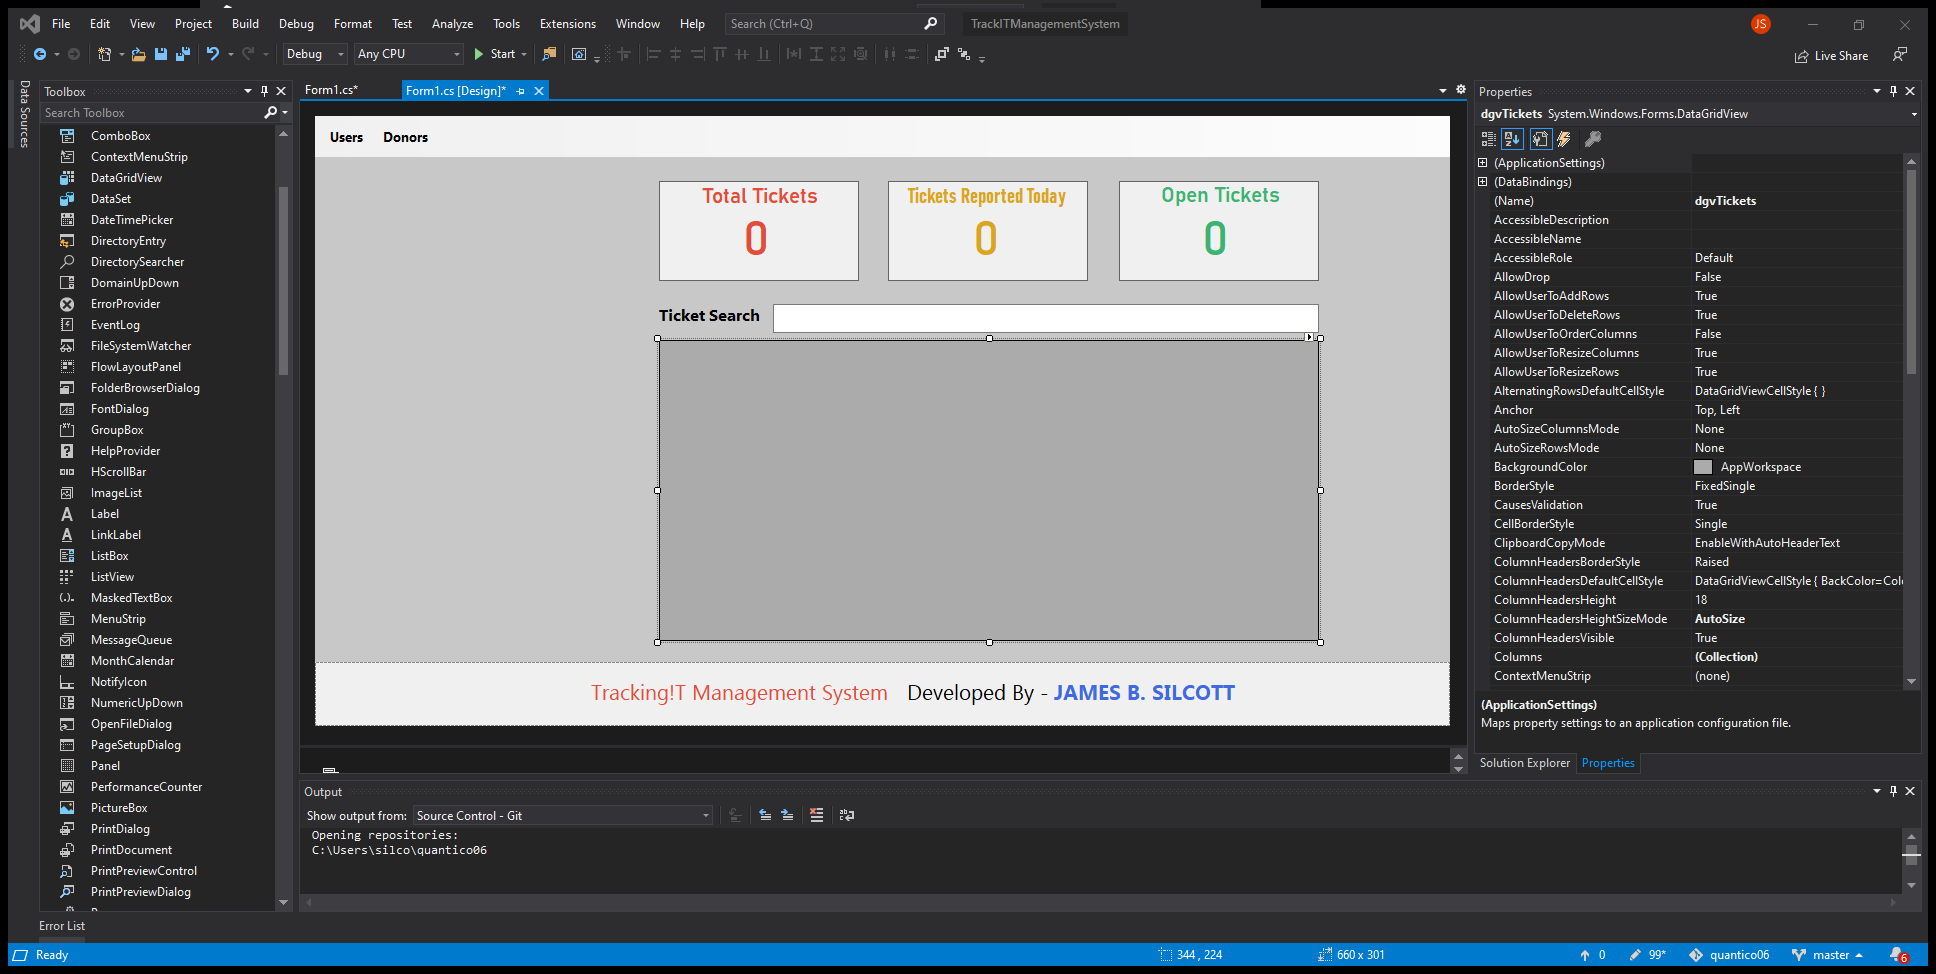 File Edit View Project Build Debug Format Test Analyze Tools Extensions Window Help Search (Ctrl+Q) TrackITManagementSystem JS
Debug Any CPU Start Live Share
Data Sources
Toolbox
Search Toolbox
ComboBox
ContextMenuStrip
DataGridView
DataSet
DateTimePicker
DirectoryEntry
DirectorySearcher
DomainUpDown
ErrorProvider
EventLog
FileSystemWatcher
FlowLayoutPanel
FolderBrowserDialog
FontDialog
GroupBox
HelpProvider
HScrollBar
ImageList
Label
LinkLabel
ListBox
ListView
MaskedTextBox
MenuStrip
MessageQueue
MonthCalendar
NotifyIcon
NumericUpDown
OpenFileDialog
PageSetupDialog
Panel
PerformanceCounter
PictureBox
PrintDialog
PrintDocument
PrintPreviewControl
PrintPreviewDialog
Error List
Form1.cs* Form1.cs [Design]*
Users Donors
Total Tickets
0
Tickets Reported Today
0
Open Tickets
0
Ticket Search
Tracking!T Management System Developed By - JAMES B. SILCOTT
Output
Show output from: Source Control - Git
Opening repositories:
C:\Users\silco\quantico06
Properties
dgvTickets System.Windows.Forms.DataGridView
(ApplicationSettings)
(DataBindings)
(Name) dgvTickets
AccessibleDescription
AccessibleName
AccessibleRole Default
AllowDrop False
AllowUserToAddRows True
AllowUserToDeleteRows True
AllowUserToOrderColumns False
AllowUserToResizeColumns True
AllowUserToResizeRows True
AlternatingRowsDefaultCellStyle DataGridViewCellStyle { }
Anchor Top, Left
AutoSizeColumnsMode None
AutoSizeRowsMode None
BackgroundColor AppWorkspace
BorderStyle FixedSingle
CausesValidation True
CellBorderStyle Single
ClipboardCopyMode EnableWithAutoHeaderText
ColumnHeadersBorderStyle Raised
ColumnHeadersDefaultCellStyle DataGridViewCellStyle { BackColor=Colo
ColumnHeadersHeight 18
ColumnHeadersHeightSizeMode AutoSize
ColumnHeadersVisible True
Columns (Collection)
ContextMenuStrip (none)
(ApplicationSettings)
Maps property settings to an application configuration file.
Solution Explorer Properties
Ready 344 , 224 660 x 301 0 99* quantico06 master 6